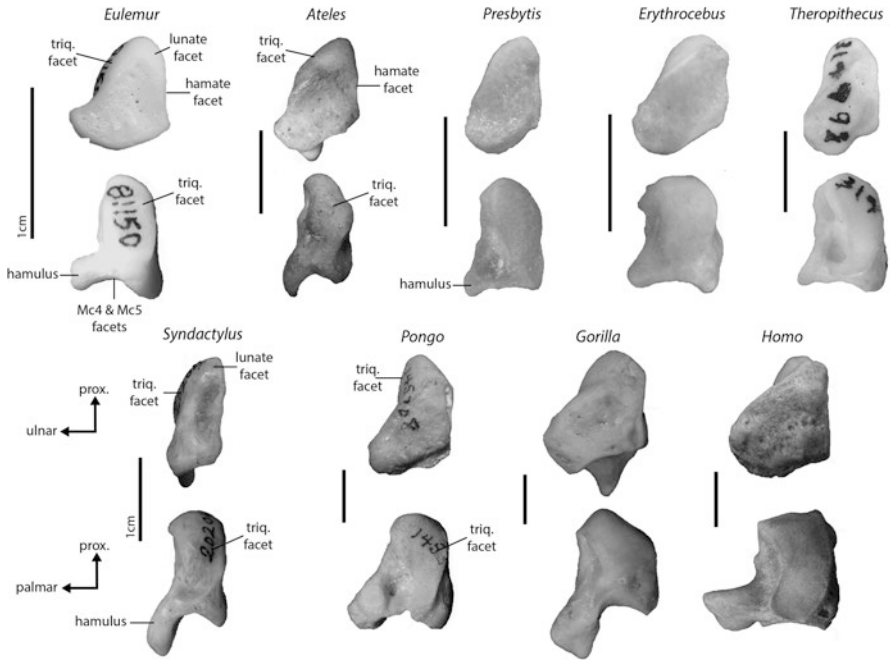 Eulemur
Ateles
Presbytis
Erythrocebus
Theropithecus
triq.
facet
lunate
facet
hamate
facet
triq.
facet
hamate
facet
1cm
triq.
facet
81150
hamulus
Mc4 & Mc5
facets
triq.
facet
hamulus
Syndactylus
Pongo
Gorilla
Homo
lunate
facet
triq.
facet
triq.
facet
prox.
ulnar
1cm
prox.
palmar
triq.
facet
2020
hamulus
triq.
facet